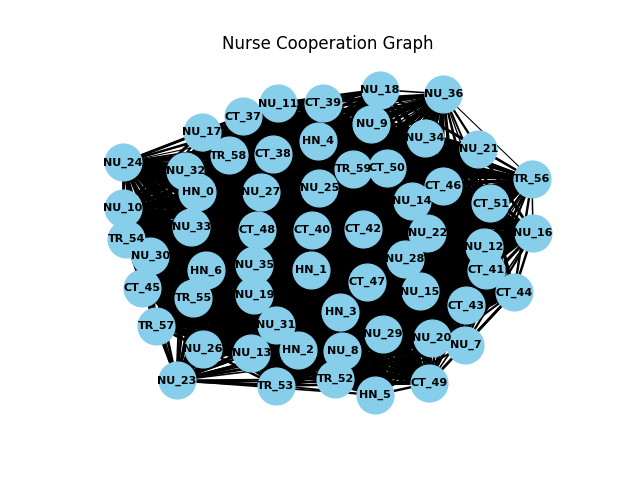 Nurse Cooperation Graph
NU_18
NU_36
NU_11
CT_39
CT_37
NU_9
NU_17
NU_34
HN_4
NU_21
TR_58
CT_38
NU_24
NU_32
TR_59
CT_50
TR_56
HN_0
NU_27
NU_25
CT_46
NU_14
CT_51
NU_10
NU_33
CT_48
CT_40
CT_42
NU_22
NU_16
TR_54
NU_12
NU_30
NU_35
NU_28
HN_6
HN_1
CT_41
CT_45
TR_55
NU_19
CT_47
NU_15
CT_44
CT_43
HN_3
TR_57
NU_31
NU_29
NU_20
NU_7
NU_26
NU_13
HN_2
NU_8
NU_23
TR_53
TR_52
CT_49
HN_5